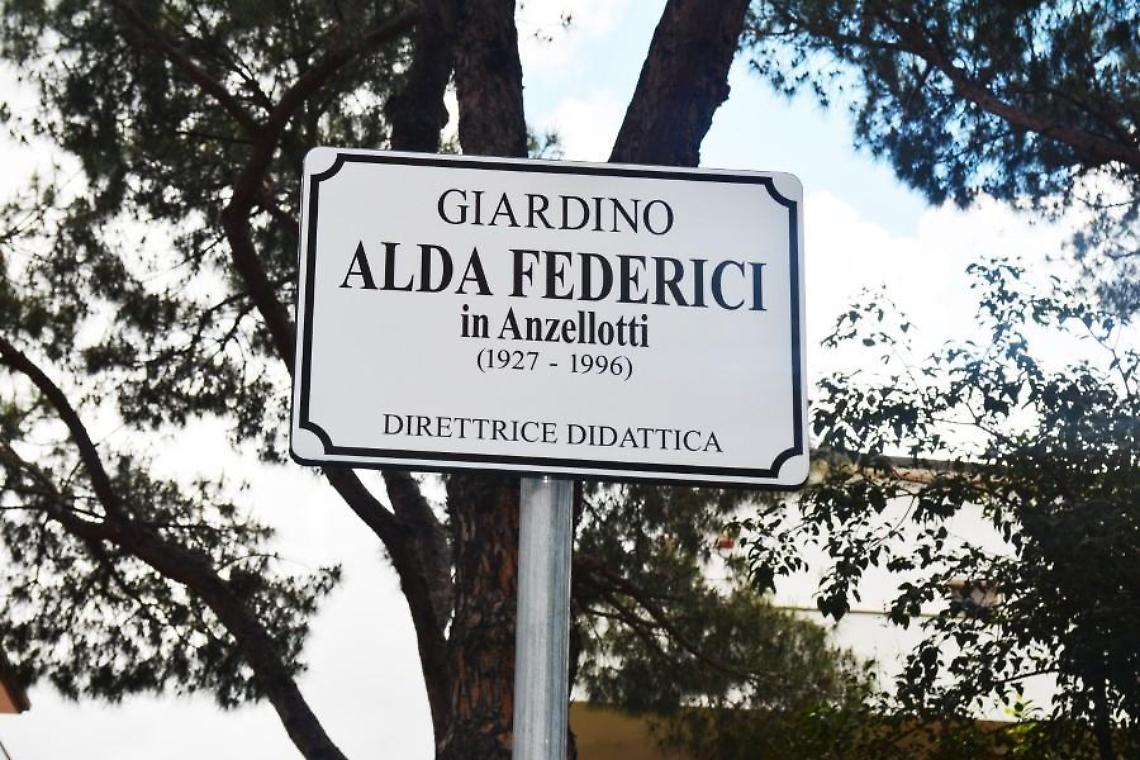 GIARDINO
ALDA FEDERICI
in Anzellotti
(1927 - 1996)
DIRETTRICE DIDATTICA